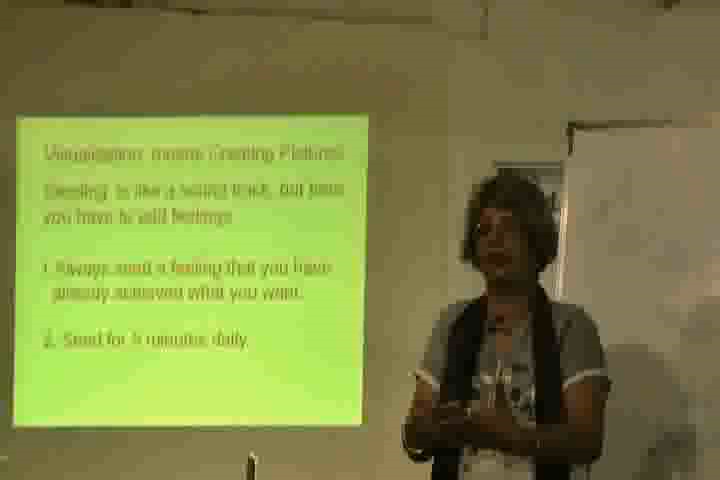 Visualization means Creating Pictures
Sending is like a sound track, but here
you have to add feelings
1. Always send a feeling that you have
already achieved what you want.
2. Send for 5 minutes daily.